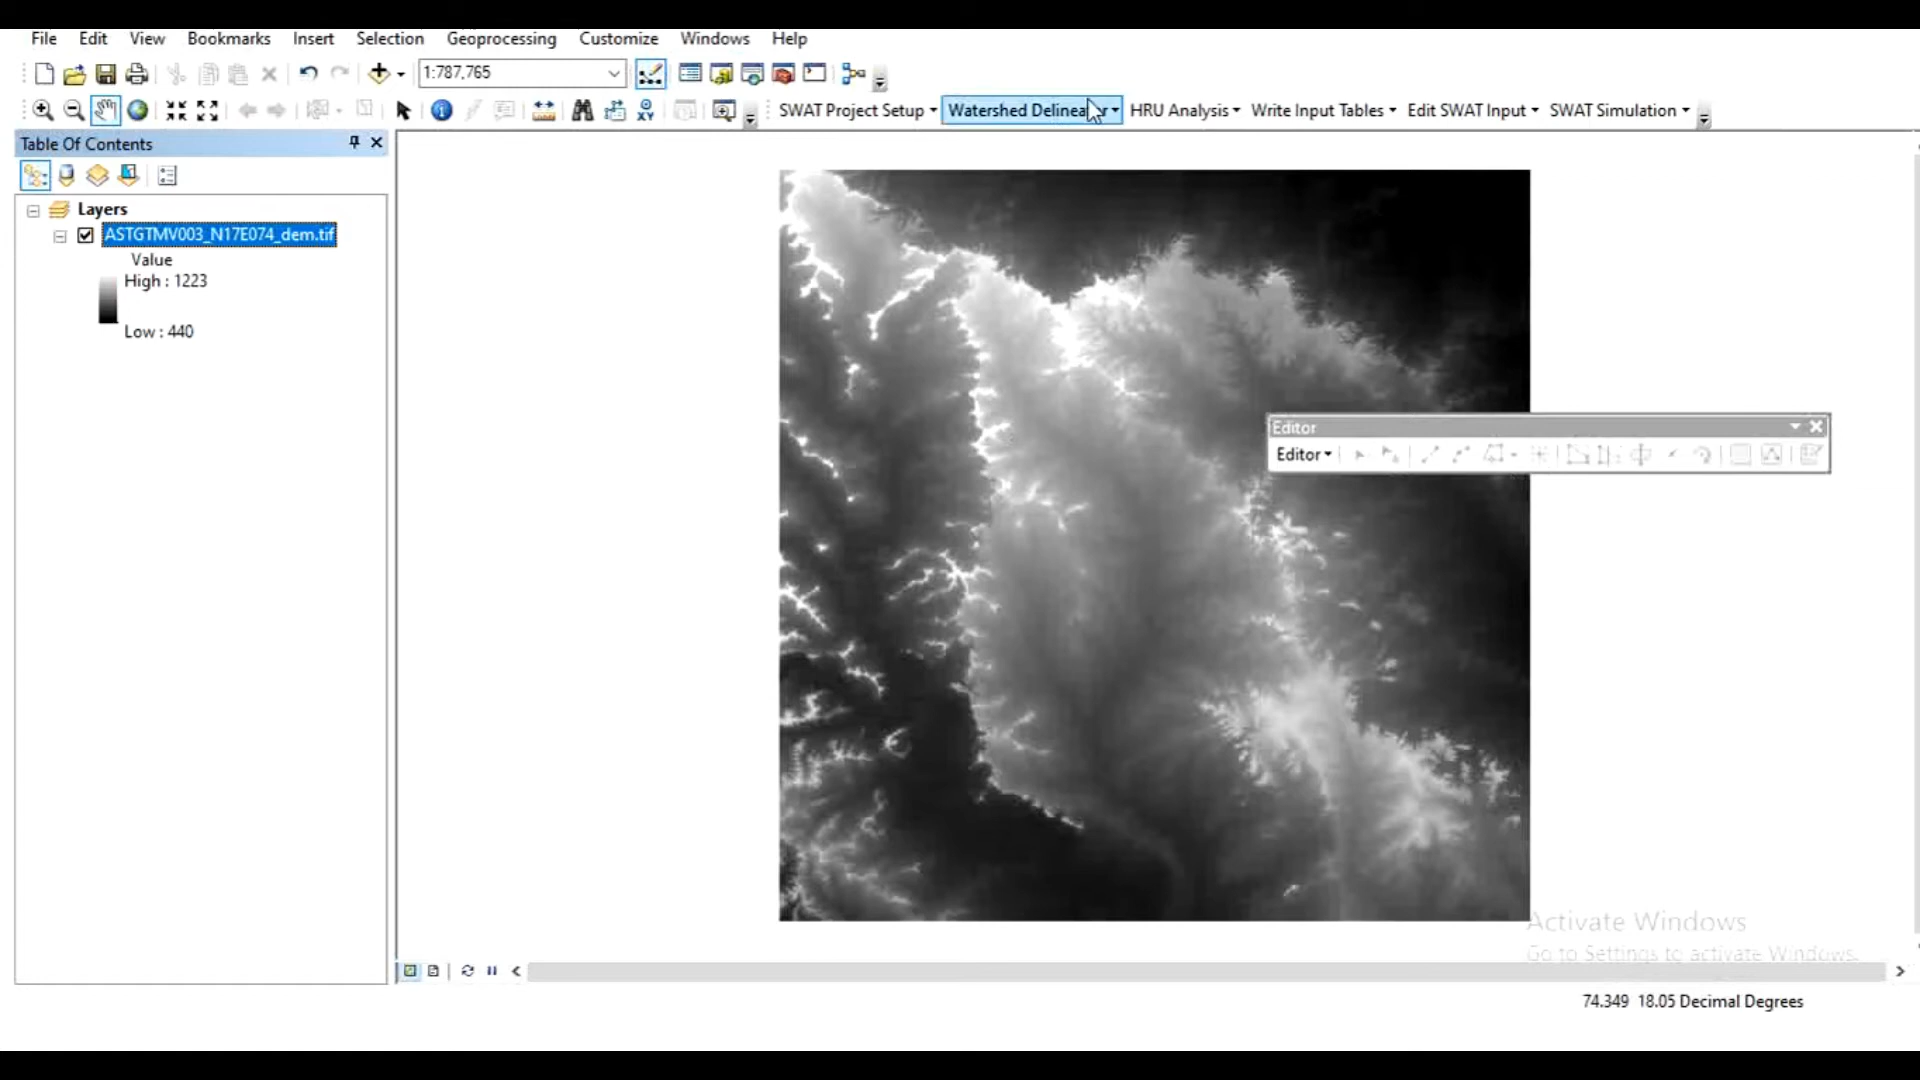 File Edit View Bookmarks Insert Selection Geoprocessing Customize Windows Help
1:787,765
SWAT Project Setup Watershed Delineator HRU Analysis Write Input Tables Edit SWAT Input SWAT Simulation
Table Of Contents
Layers
ASTGTMV003_N17E074_dem.tif
Value
High : 1223
Low : 440
Editor
Editor
Activate Windows
Go to Settings to activate Windows.
74.349 18.05 Decimal Degrees